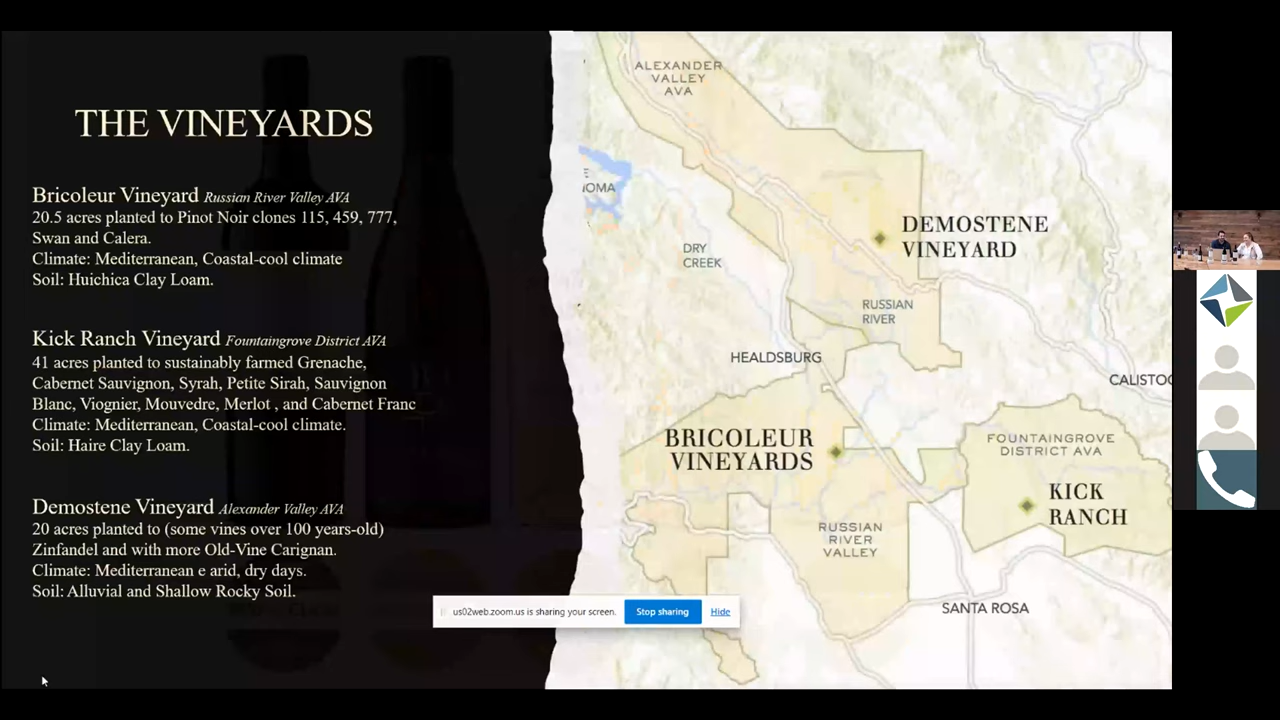 THE VINEYARDS
Bricoleur Vineyard Russian River Valley AVA
20.5 acres planted to Pinot Noir clones 115, 459, 777,
Swan and Calera.
Climate: Mediterranean, Coastal-cool climate
Soil: Huichica Clay Loam.
Kick Ranch Vineyard Fountaingrove District AVA
41 acres planted to sustainably farmed Grenache,
Cabernet Sauvignon, Syrah, Petite Sirah, Sauvignon
Blanc, Viognier, Mouvedre, Merlot , and Cabernet Franc
Climate: Mediterranean, Coastal-cool climate.
Soil: Haire Clay Loam.
Demostene Vineyard Alexander Valley AVA
20 acres planted to (some vines over 100 years-old)
Zinfandel and with more Old-Vine Carignan.
Climate: Mediterranean e arid, dry days.
Soil: Alluvial and Shallow Rocky Soil.
ALEXANDER
VALLEY
AVA
E
NOMA
DEMOSTENE
VINEYARD
DRY
CREEK
RUSSIAN
RIVER
HEALDSBURG
CALISTOG
BRICOLEUR
VINEYARDS
FOUNTAINGROVE
DISTRICT AVA
KICK
RANCH
RUSSIAN
RIVER
VALLEY
SANTA ROSA
us02web.zoom.us is sharing your screen.
Stop sharing
Hide